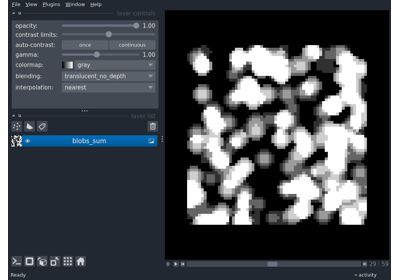 File View Plugins Window Help
layer controls
opacity: 1.00
contrast limits:
auto-contrast: once continuous
gamma: 1.00
colormap: gray
blending: translucent_no_depth
interpolation: nearest
layer list
blobs_sum
29 59
Ready
activity